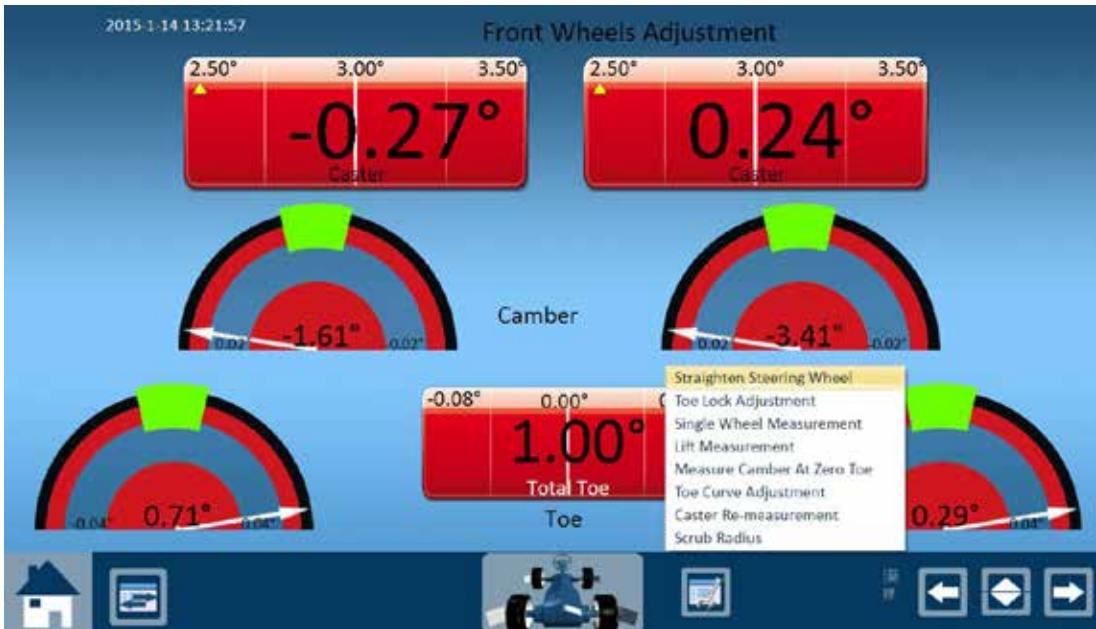 2015-1-14 13:21:57
Front Wheels Adjustment
2.50° 3.00° 3.50°
2.50° 3.00° 3.50°
-0.27°
Caster
0.24°
Caster
Camber
-1.61°
0.02° -0.02°
-3.41°
0.02° -0.02°
-0.08° 0.00°
1.00°
Total Toe
Toe
0.71°
-0.04° 0.04°
0.29°
0.04°
Straighten Steering Wheel
Toe Lock Adjustment
Single Wheel Measurement
Lift Measurement
Measure Camber At Zero Toe
Toe Curve Adjustment
Caster Re-measurement
Scrub Radius